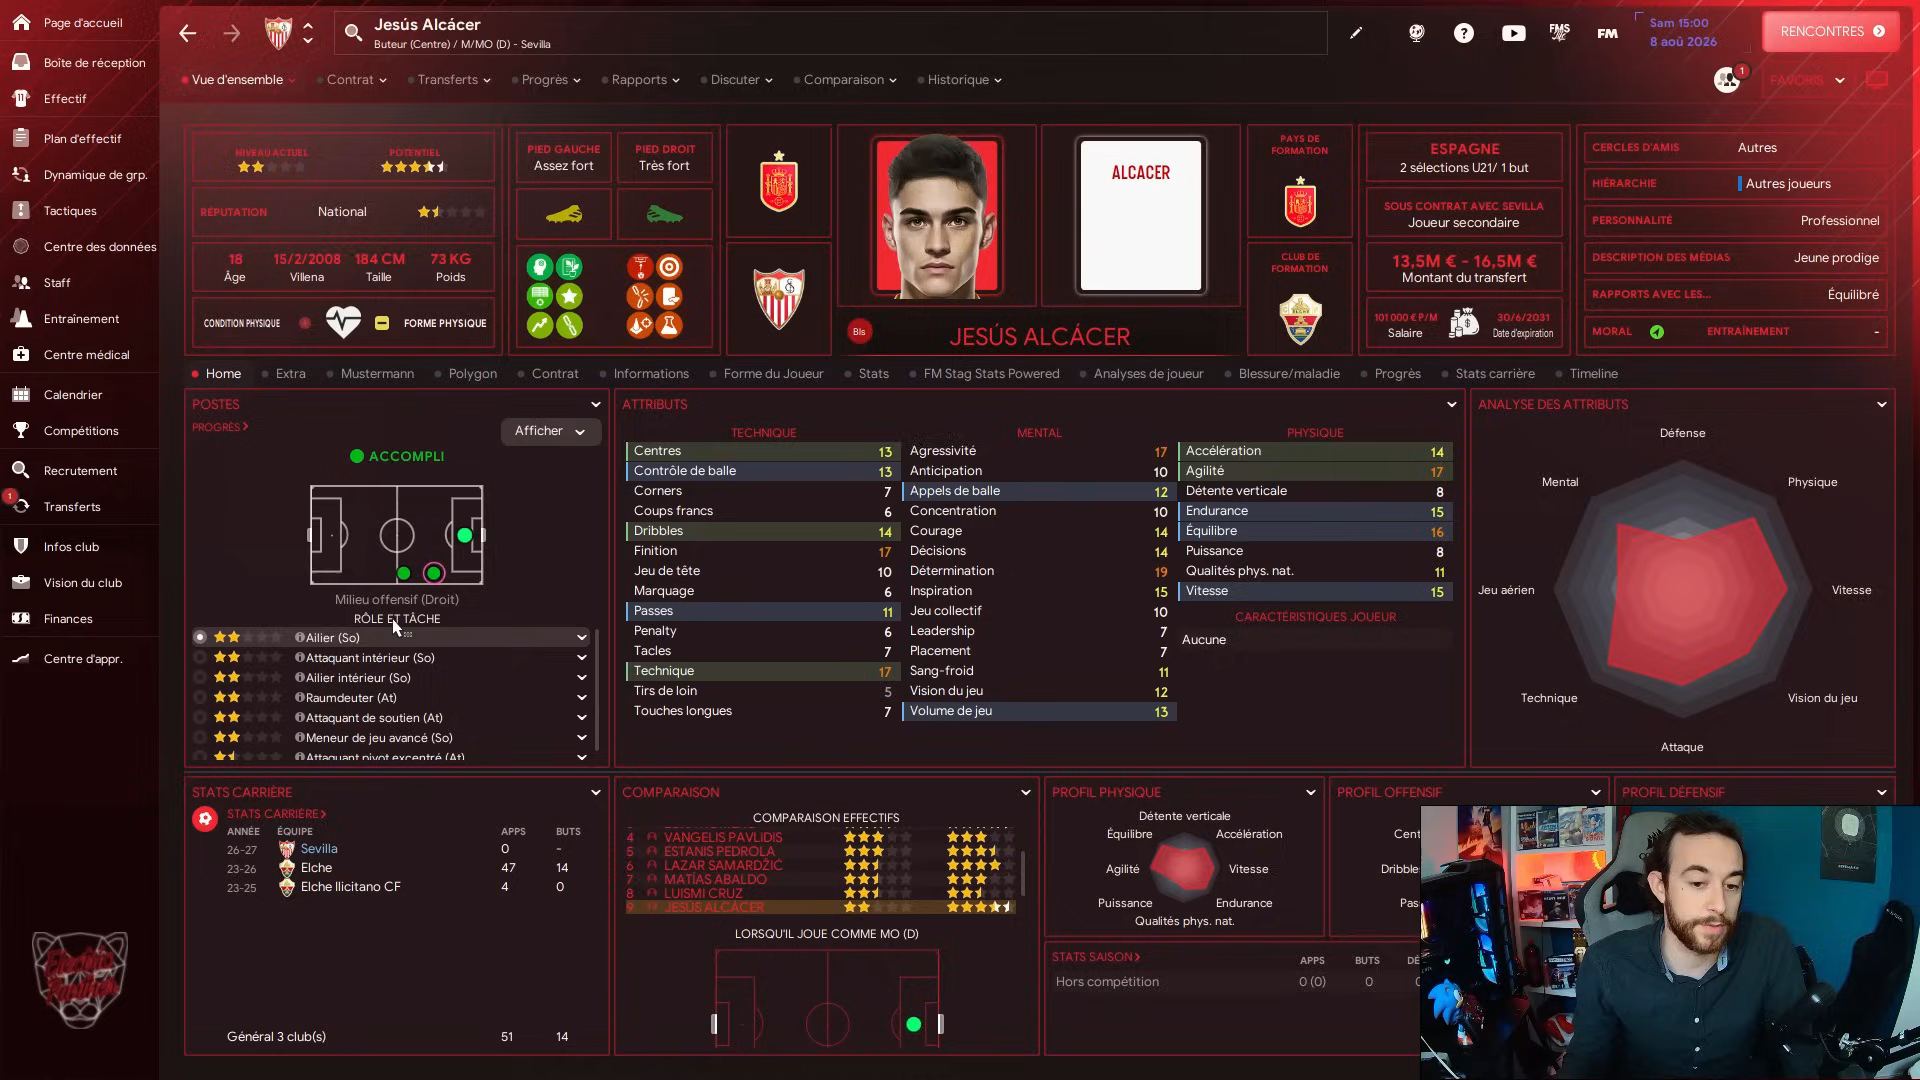 Page d'accueil
Boîte de réception
Effectif
Plan d'effectif
Dynamique de grp.
Tactiques
Centre des données
Staff
Entraînement
Centre médical
Calendrier
Compétitions
Recrutement
1
Transferts
Infos club
Vision du club
Finances
Centre d'appr.
Jesús Alcácer
Buteur (Centre) / M/MO (D) - Sevilla
FMS
FM
Sam 15:00
8 aoû 2026
RENCONTRES
Vue d'ensemble
Contrat
Transferts
Progrès
Rapports
Discuter
Comparaison
Historique
1
FAVORIS
NIVEAU ACTUEL
POTENTIEL
RÉPUTATION
National
18
15/2/2008
184 CM
73 KG
Âge
Villena
Taille
Poids
CONDITION PHYSIQUE
FORME PHYSIQUE
PIED GAUCHE
Assez fort
PIED DROIT
Très fort
ALCACER
Bls
JESÚS ALCÁCER
PAYS DE FORMATION
CLUB DE FORMATION
ESPAGNE
2 sélections U21/ 1 but
SOUS CONTRAT AVEC SEVILLA
Joueur secondaire
13,5M € - 16,5M €
Montant du transfert
101 000 € P/M
Salaire
30/6/2031
Date d'expiration
CERCLES D'AMIS Autres
HIÉRARCHIE Autres joueurs
PERSONNALITÉ Professionnel
DESCRIPTION DES MÉDIAS Jeune prodige
RAPPORTS AVEC LES... Équilibré
MORAL ENTRAÎNEMENT -
Home
Extra
Mustermann
Polygon
Contrat
Informations
Forme du Joueur
Stats
FM Stag Stats Powered
Analyses de joueur
Blessure/maladie
Progrès
Stats carrière
Timeline
POSTES
PROGRÈS >
Afficher
ACCOMPLI
Milieu offensif (Droit)
RÔLE ET TÂCHE
Ailier (So)
Attaquant intérieur (So)
Ailier intérieur (So)
Raumdeuter (At)
Attaquant de soutien (At)
Meneur de jeu avancé (So)
Attaquant pivot excentré (At)
ATTRIBUTS
TECHNIQUE
Centres 13
Contrôle de balle 13
Corners 7
Coups francs 6
Dribbles 14
Finition 17
Jeu de tête 10
Marquage 6
Passes 11
Penalty 6
Tacles 7
Technique 17
Tirs de loin 5
Touches longues 7
MENTAL
Agressivité 17
Anticipation 10
Appels de balle 12
Concentration 10
Courage 14
Décisions 14
Détermination 19
Inspiration 15
Jeu collectif 10
Leadership 7
Placement 7
Sang-froid 11
Vision du jeu 12
Volume de jeu 13
PHYSIQUE
Accélération 14
Agilité 17
Détente verticale 8
Endurance 15
Équilibre 16
Puissance 8
Qualités phys. nat. 11
Vitesse 15
CARACTÉRISTIQUES JOUEUR
Aucune
ANALYSE DES ATTRIBUTS
Défense
Mental
Physique
Jeu aérien
Vitesse
Technique
Vision du jeu
Attaque
STATS CARRIÈRE
STATS CARRIÈRE >
ANNÉE ÉQUIPE APPS BUTS
26-27 Sevilla 0 -
23-26 Elche 47 14
23-25 Elche Ilicitano CF 4 0
Général 3 club(s) 51 14
COMPARAISON
COMPARAISON EFFECTIFS
4 VANGELIS PAVLIDIS
5 ESTANIS PEDROLA
6 LAZAR SAMARDŽIĆ
7 MATÍAS ABALDO
8 LUISMI CRUZ
9 JESÚS ALCÁCER
LORSQU'IL JOUE COMME MO (D)
PROFIL PHYSIQUE
Détente verticale
Équilibre
Accélération
Agilité
Vitesse
Puissance
Endurance
Qualités phys. nat.
STATS SAISON >
APPS BUTS DÉ
Hors compétition 0 (0) 0
PROFIL OFFENSIF
Cent
Dribble
Pas
PROFIL DÉFENSIF